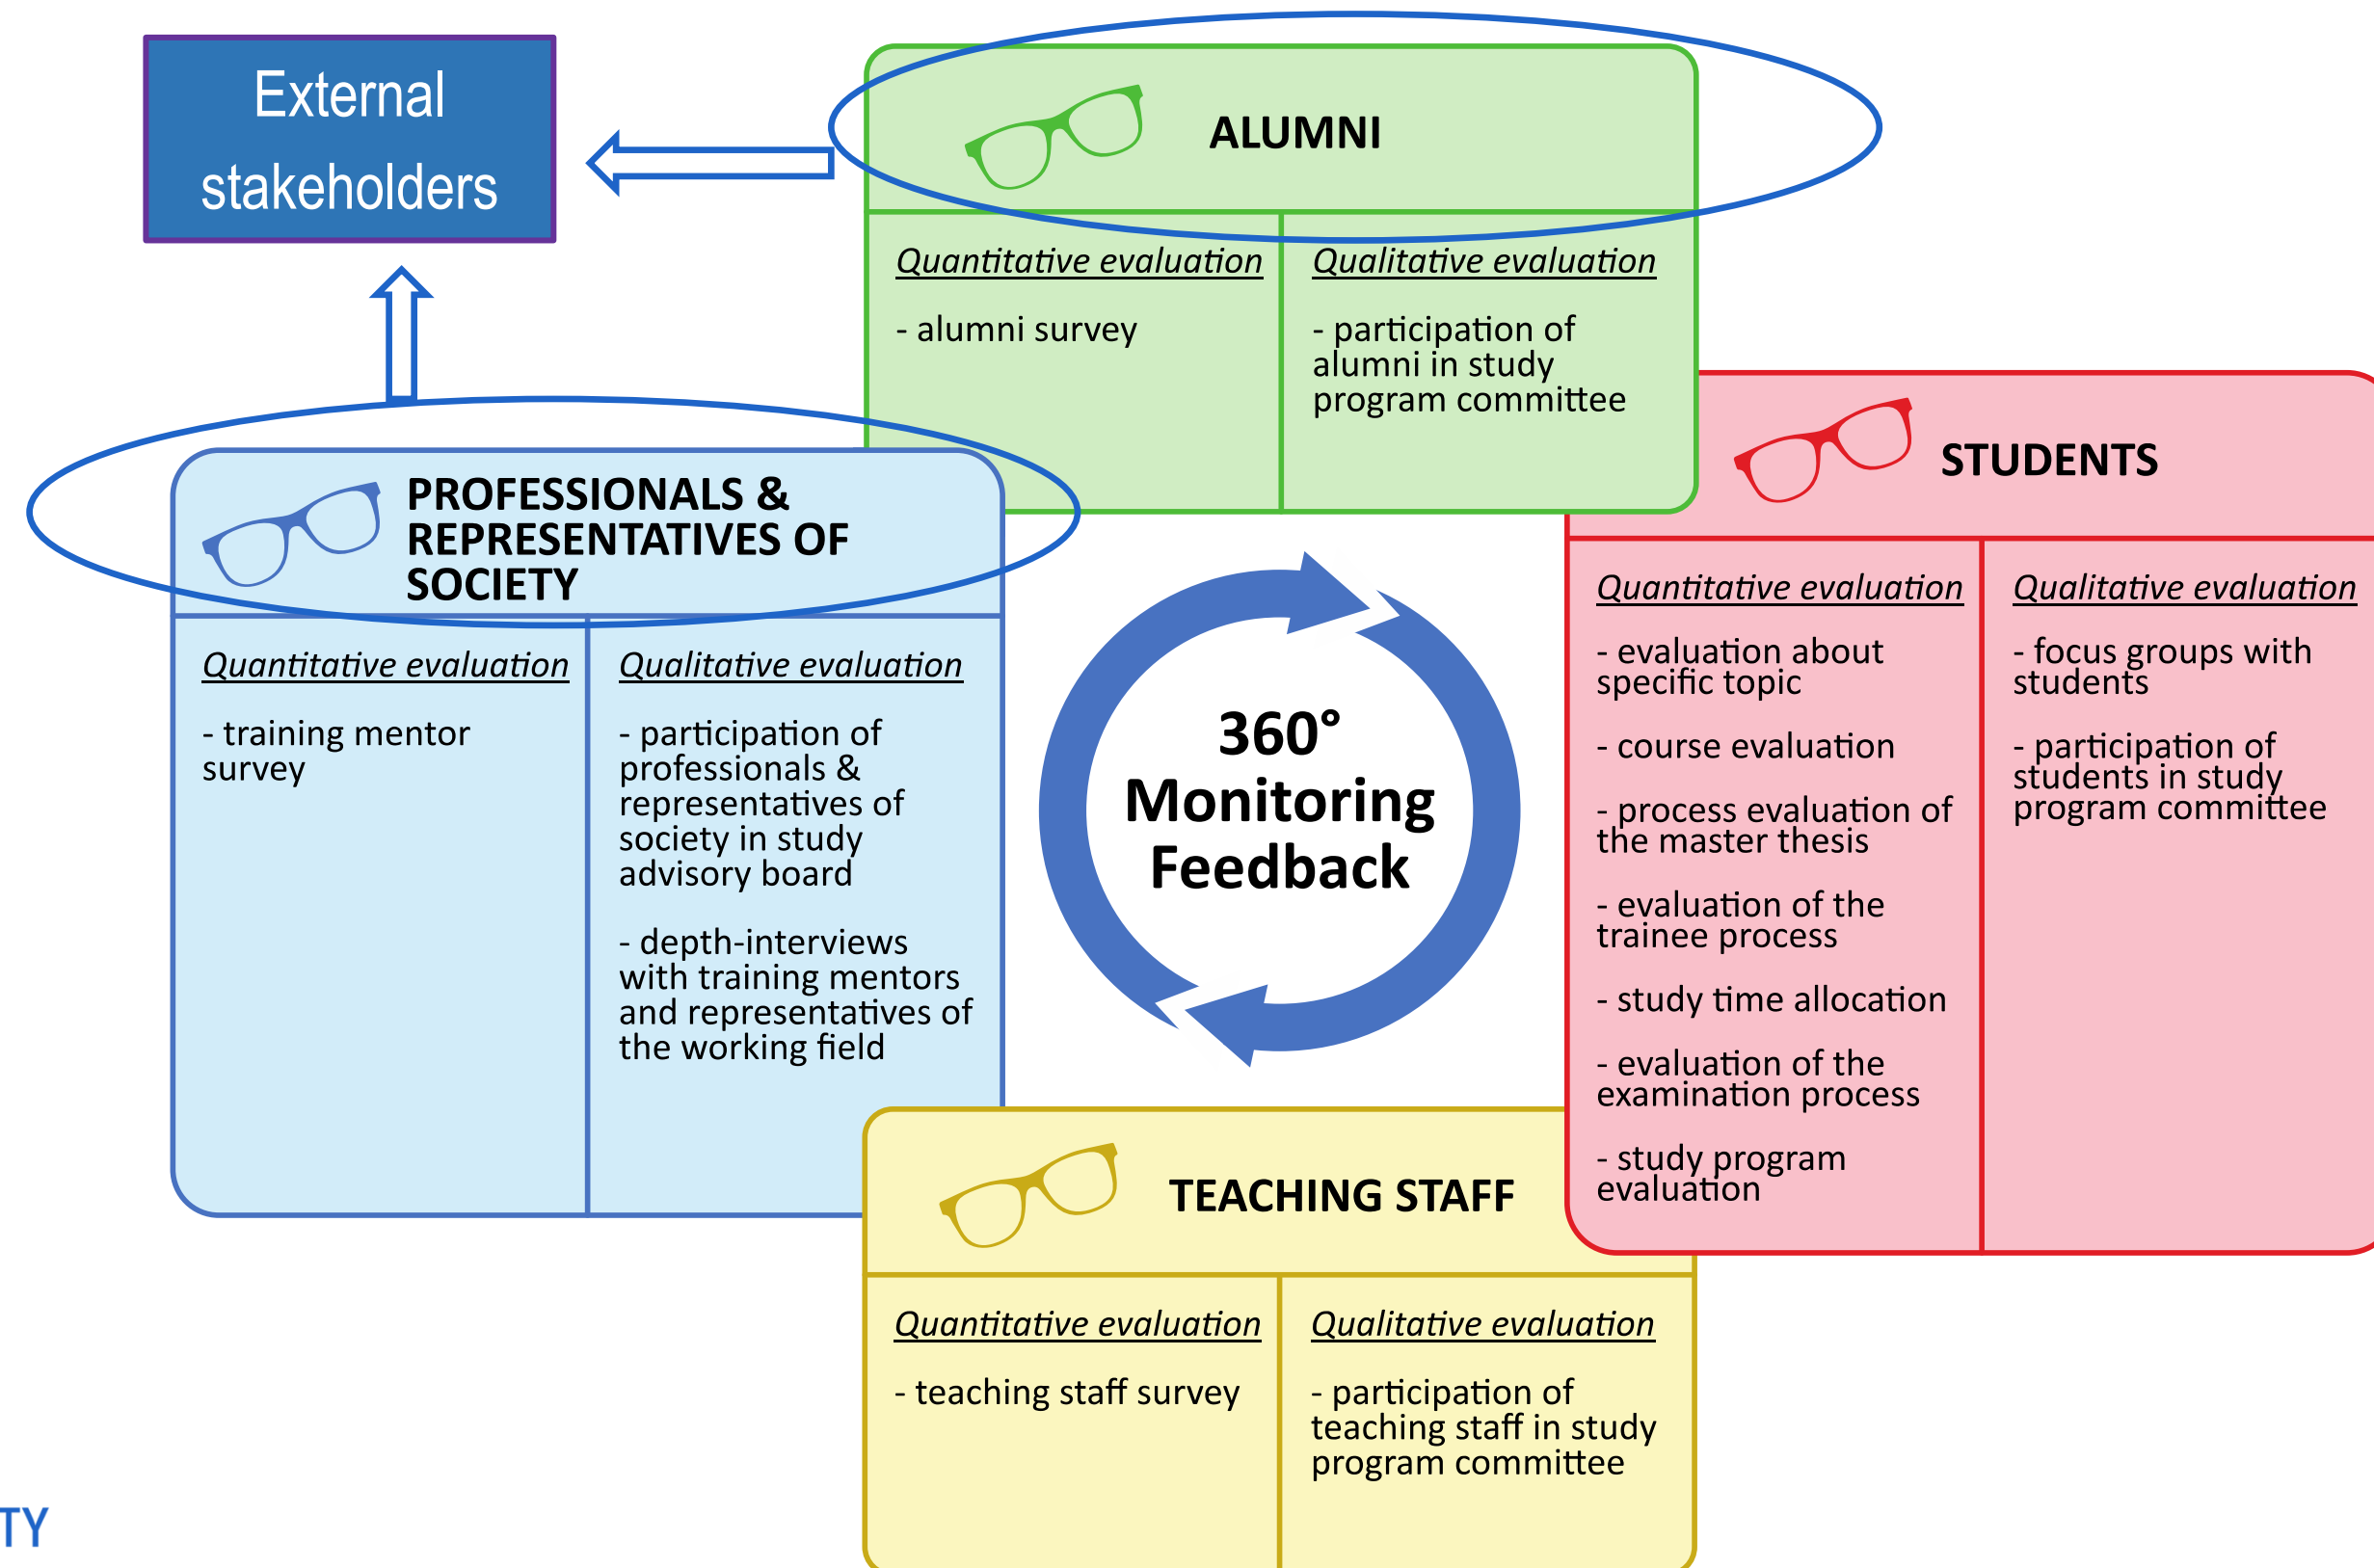 External
stakeholders
ALUMNI
Quantitative evaluation
- alumni survey
Qualitative evaluation
- participation of
alumni in study
program committee
PROFESSIONALS &
REPRESENTATIVES OF
SOCIETY
Quantitative evaluation
- training mentor
survey
Qualitative evaluation
- participation of
professionals &
representatives of
society in study
advisory board
- depth-interviews
with training mentors
and representatives of
the working field
360°
Monitoring
Feedback
STUDENTS
Quantitative evaluation
- evaluation about
specific topic
- course evaluation
- process evaluation of
the master thesis
- evaluation of the
trainee process
- study time allocation
- evaluation of the
examination process
- study program
evaluation
Qualitative evaluation
- focus groups with
students
- participation of
students in study
program committee
TEACHING STAFF
Quantitative evaluation
- teaching staff survey
Qualitative evaluation
- participation of
teaching staff in study
program committee
TY